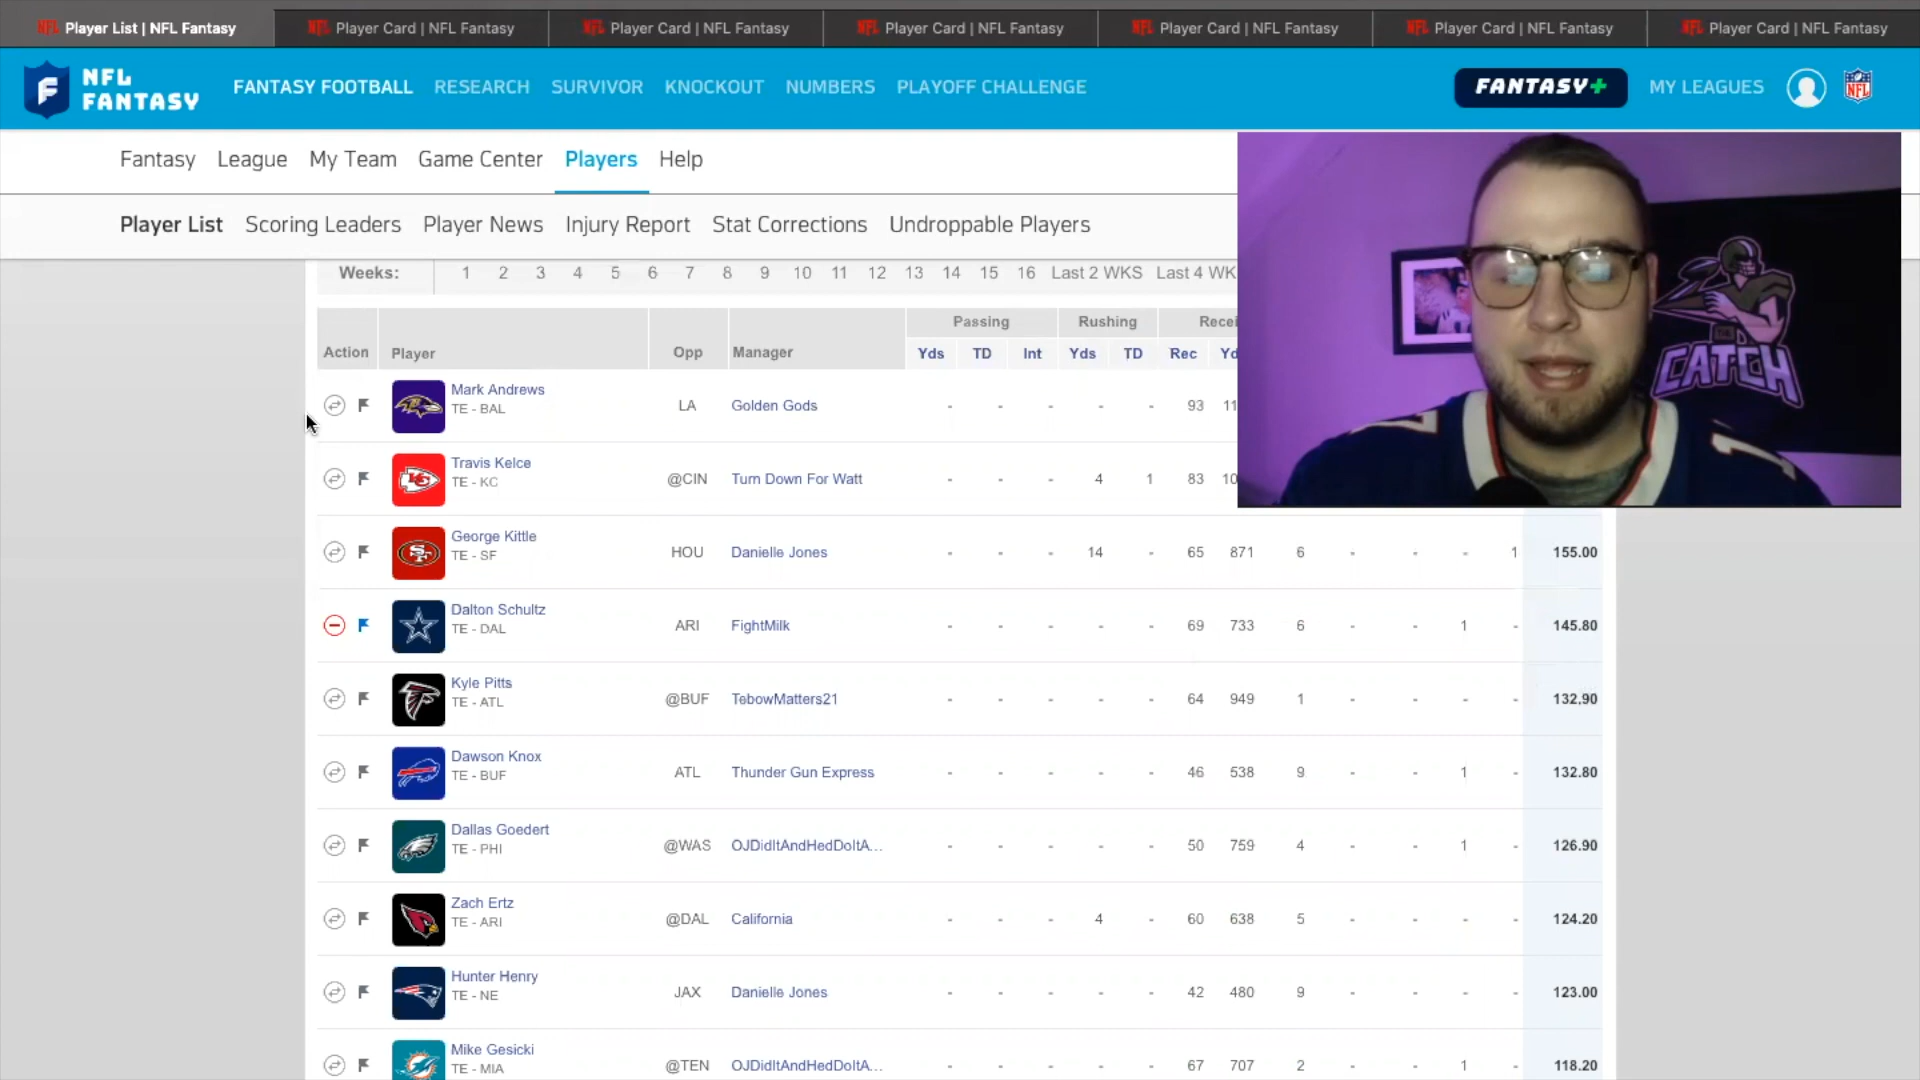 Player List | NFL Fantasy Player Card | NFL Fantasy Player Card | NFL Fantasy Player Card | NFL Fantasy Player Card | NFL Fantasy Player Card | NFL Fantasy Player Card | NFL Fantasy
NFL FANTASY FANTASY FOOTBALL RESEARCH SURVIVOR KNOCKOUT NUMBERS PLAYOFF CHALLENGE FANTASY+ MY LEAGUES NFL
Fantasy League My Team Game Center Players Help
Player List Scoring Leaders Player News Injury Report Stat Corrections Undroppable Players
CATCH
Weeks: 1 2 3 4 5 6 7 8 9 10 11 12 13 14 15 16 Last 2 WKS Last 4 WK
Passing Rushing Recei
Action Player Opp Manager Yds TD Int Yds TD Rec Yd
Mark Andrews
TE - BAL LA Golden Gods - - - - - 93 11
Travis Kelce
TE - KC @CIN Turn Down For Watt - - - 4 1 83 10
George Kittle
TE - SF HOU Danielle Jones - - - 14 - 65 871 6 - - - 1 155.00
Dalton Schultz
TE - DAL ARI FightMilk - - - - - 69 733 6 - - 1 - 145.80
Kyle Pitts
TE - ATL @BUF TebowMatters21 - - - - - 64 949 1 - - - - 132.90
Dawson Knox
TE - BUF ATL Thunder Gun Express - - - - - 46 538 9 - - 1 - 132.80
Dallas Goedert
TE - PHI @WAS OJDidItAndHedDoItA... - - - - - 50 759 4 - - 1 - 126.90
Zach Ertz
TE - ARI @DAL California - - - 4 - 60 638 5 - - - - 124.20
Hunter Henry
TE - NE JAX Danielle Jones - - - - - 42 480 9 - - - - 123.00
Mike Gesicki
TE - MIA @TEN OJDidItAndHedDoItA... - - - - - 67 707 2 - - 1 - 118.20